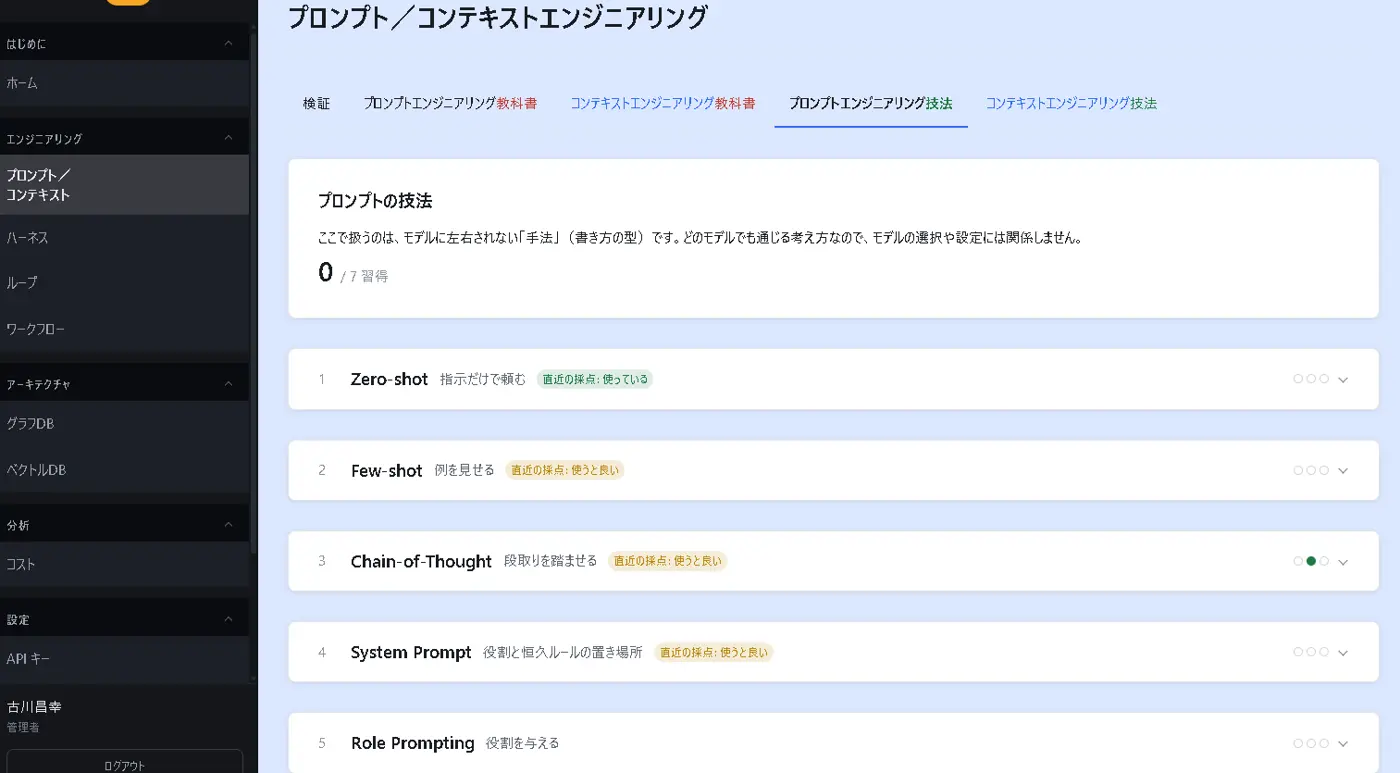 はじめに
ホーム
エンジニアリング
プロンプト／
コンテキスト
ハーネス
ループ
ワークフロー
アーキテクチャ
グラフDB
ベクトルDB
分析
コスト
設定
API キー
古川昌幸
管理者
ログアウト
プロンプト／コンテキストエンジニアリング
検証 プロンプトエンジニアリング教科書 コンテキストエンジニアリング教科書 プロンプトエンジニアリング技法 コンテキストエンジニアリング技法
プロンプトの技法
ここで扱うのは、モデルに左右されない「手法」（書き方の型）です。どのモデルでも通じる考え方なので、モデルの選択や設定には関係しません。
0 / 7 習得
1 Zero-shot 指示だけで頼む 直近の採点: 使っている
2 Few-shot 例を見せる 直近の採点: 使うと良い
3 Chain-of-Thought 段取りを踏ませる 直近の採点: 使うと良い
4 System Prompt 役割と恒久ルールの置き場所 直近の採点: 使うと良い
5 Role Prompting 役割を与える